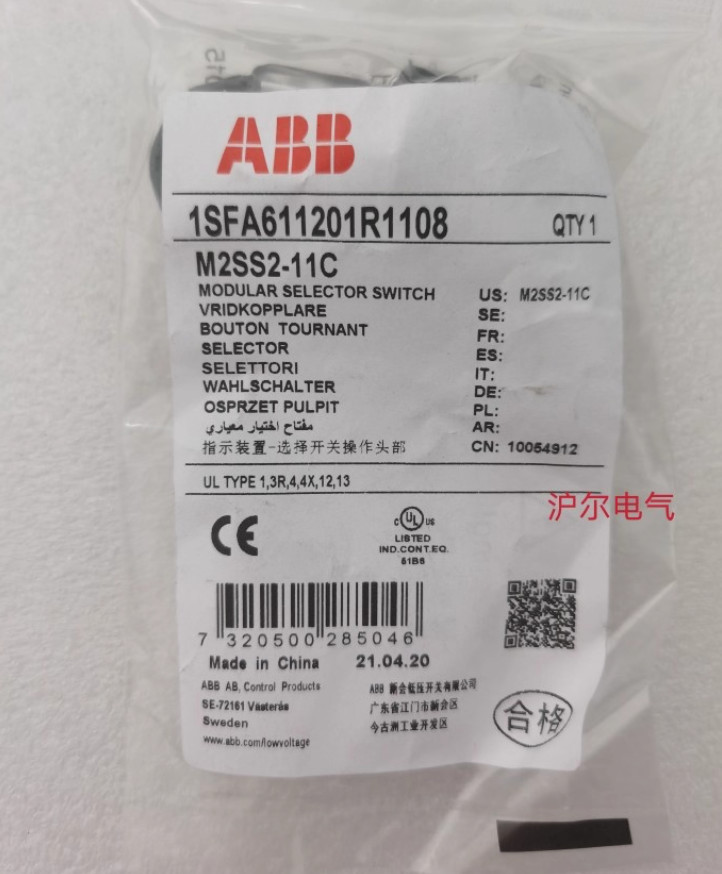 ABB
1SFA611201R1108 QTY 1
M2SS2-11C
MODULAR SELECTOR SWITCH US: M2SS2-11C
VRIDKOPPLARE SE:
BOUTON TOURNANT FR:
SELECTOR ES:
SELETTORI IT:
WAHLSCHALTER DE:
OSPRZET PULPIT PL:
مفتاح اختيار معياري AR:
指示装置-选择开关操作头部 CN: 10054912
UL TYPE 1,3R,4,4X,12,13
沪尔电气
CE
C UL US
LISTED
IND.CONT.EQ.
51B5
7 320500 285046
Made in China 21.04.20
ABB AB, Control Products
SE-72161 Västerås
Sweden
www.abb.com/lowvoltage
ABB 新会低压开关有限公司
广东省江门市新会区
今古洲工业开发区
合格